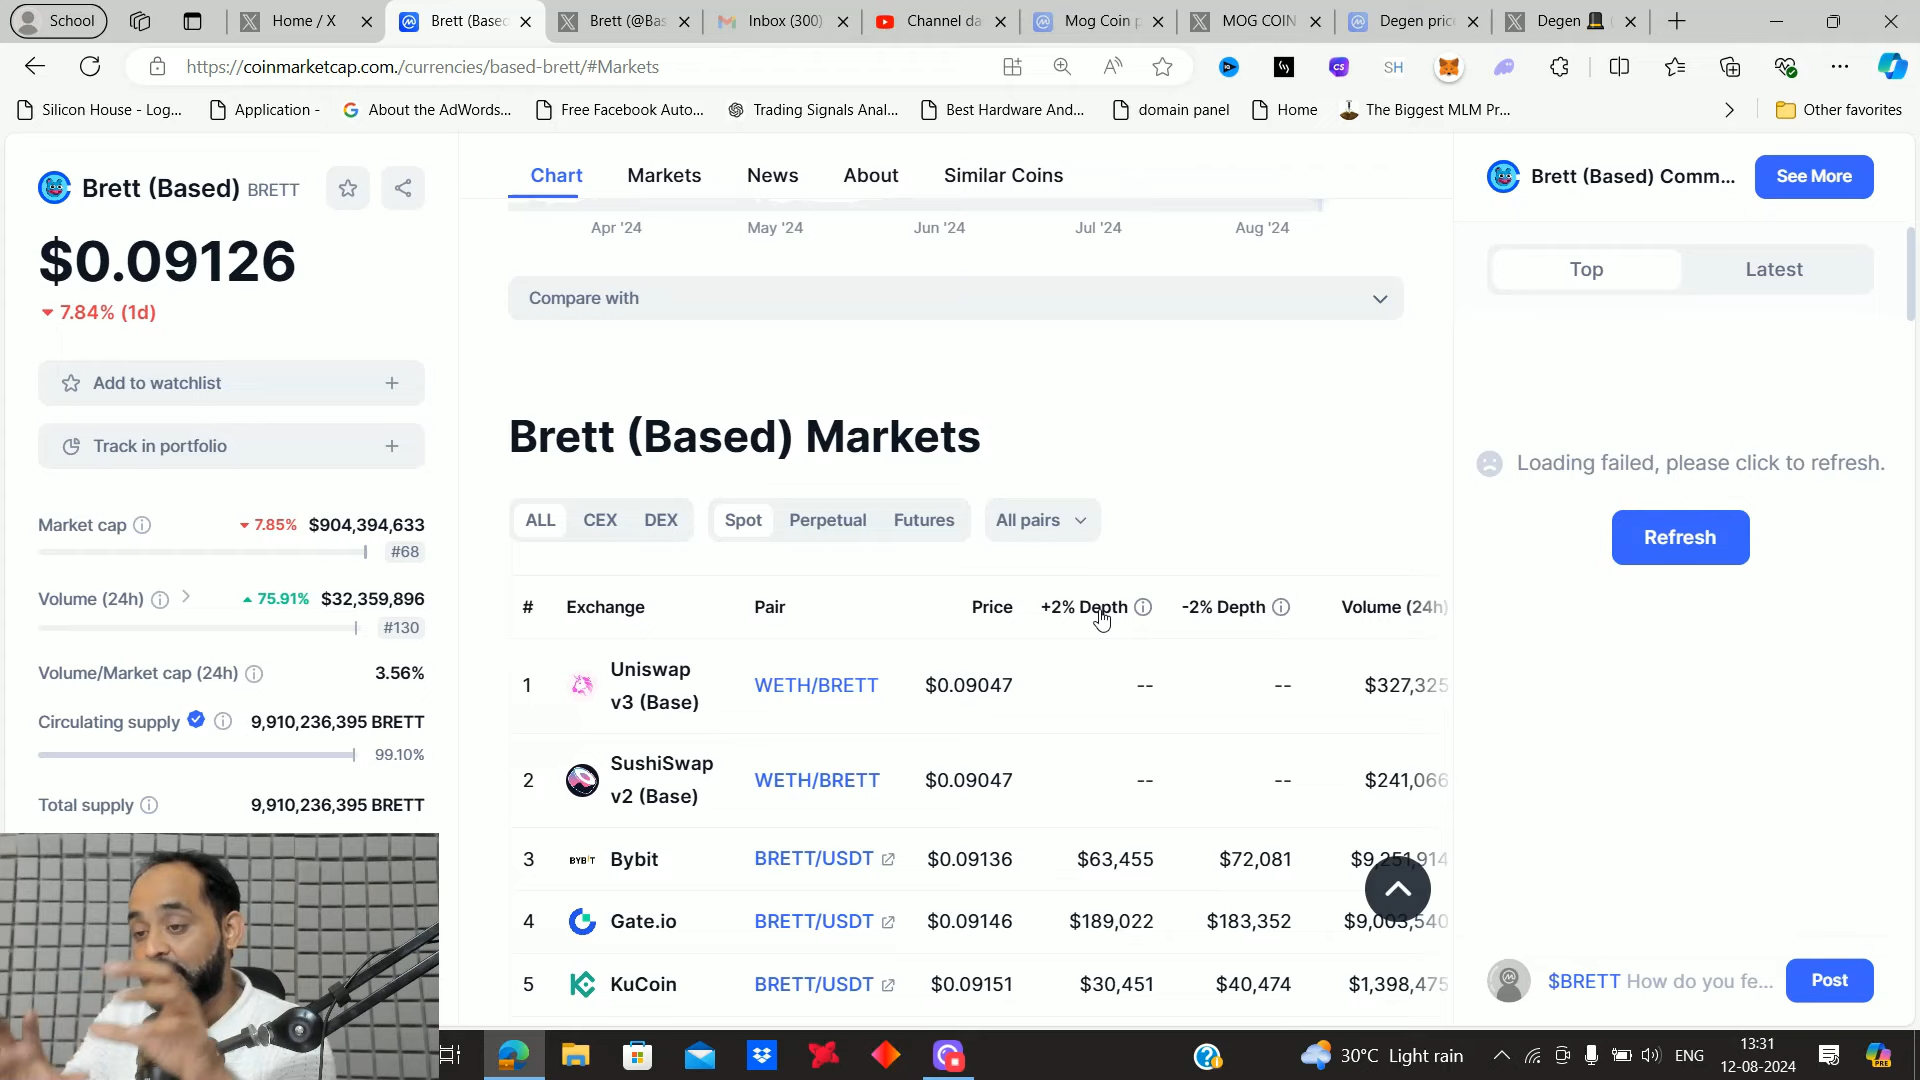 School
Home / X
Brett (Based
Brett (@Bas
Inbox (300)
Channel da
Mog Coin p
MOG COIN
Degen pric
Degen
https://coinmarketcap.com./currencies/based-brett/#Markets
Silicon House - Log...
Application -
About the AdWords...
Free Facebook Auto...
Trading Signals Anal...
Best Hardware And...
domain panel
Home
The Biggest MLM Pr...
Other favorites
Brett (Based) BRETT
$0.09126
7.84% (1d)
Add to watchlist
Track in portfolio
Market cap 7.85% $904,394,633
#68
Volume (24h) 75.91% $32,359,896
#130
Volume/Market cap (24h) 3.56%
Circulating supply 9,910,236,395 BRETT
99.10%
Total supply 9,910,236,395 BRETT
Chart Markets News About Similar Coins
Apr '24 May '24 Jun '24 Jul '24 Aug '24
Compare with
Brett (Based) Markets
ALL CEX DEX Spot Perpetual Futures All pairs
# Exchange Pair Price +2% Depth -2% Depth Volume (24h)
1 Uniswap v3 (Base) WETH/BRETT $0.09047 -- -- $327,325
2 SushiSwap v2 (Base) WETH/BRETT $0.09047 -- -- $241,066
3 BYBIT Bybit BRETT/USDT $0.09136 $63,455 $72,081 $9,251,914
4 Gate.io BRETT/USDT $0.09146 $189,022 $183,352 $9,003,540
5 KuCoin BRETT/USDT $0.09151 $30,451 $40,474 $1,398,475
Brett (Based) Comm...
See More
Top Latest
Loading failed, please click to refresh.
Refresh
$BRETT How do you fe...
Post
30°C Light rain
ENG
13:31
12-08-2024